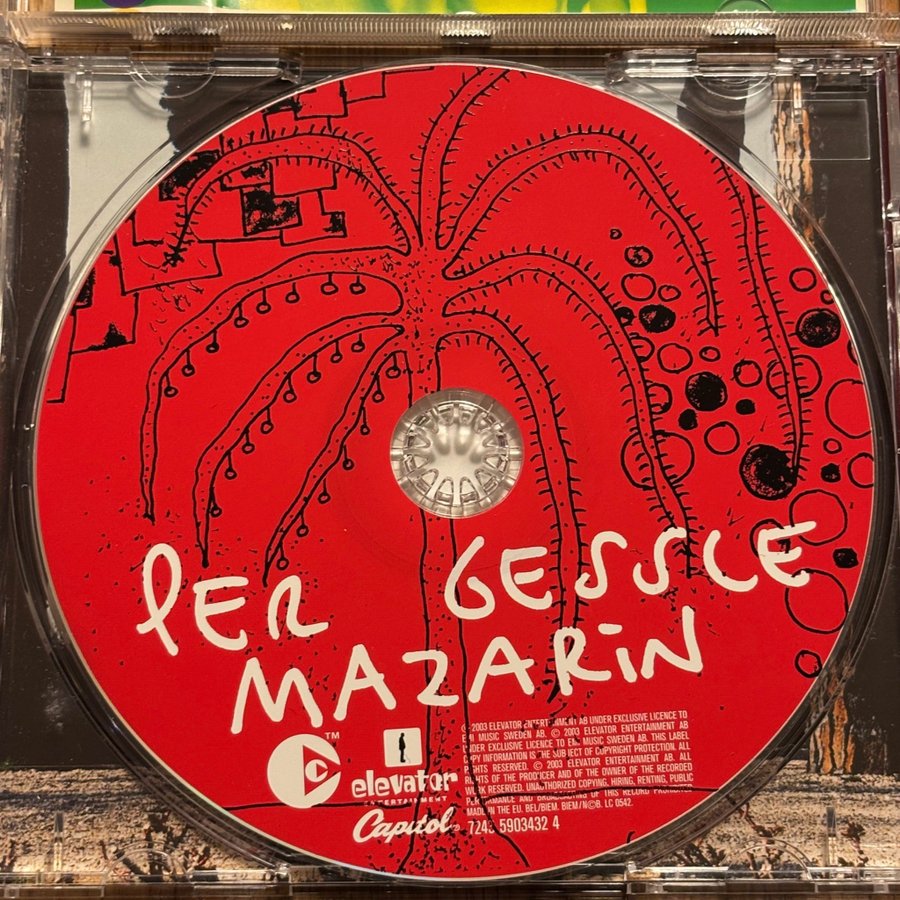 PER GESSLE
MAZARiN
TM
elevator
ENTERTAINMENT
Capitol®
℗ 2003 ELEVATOR ENTERTAINMENT AB UNDER EXCLUSIVE LICENCE TO
EMI MUSIC SWEDEN AB. © 2003 ELEVATOR ENTERTAINMENT AB
UNDER EXCLUSIVE LICENCE TO EMI MUSIC SWEDEN AB. THIS LABEL
COPY INFORMATION IS THE SUBJECT OF COPYRIGHT PROTECTION. ALL
RIGHTS RESERVED. © 2003 ELEVATOR ENTERTAINMENT AB. ALL
RIGHTS OF THE PRODUCER AND OF THE OWNER OF THE RECORDED
WORK RESERVED. UNAUTHORIZED COPYING, HIRING, RENTING, PUBLIC
PERFORMANCE AND BROADCASTING OF THIS RECORD PROHIBITED
MADE IN THE EU. BEL/BIEM. BIEM/N©B. LC 0542.
7243 5903432 4